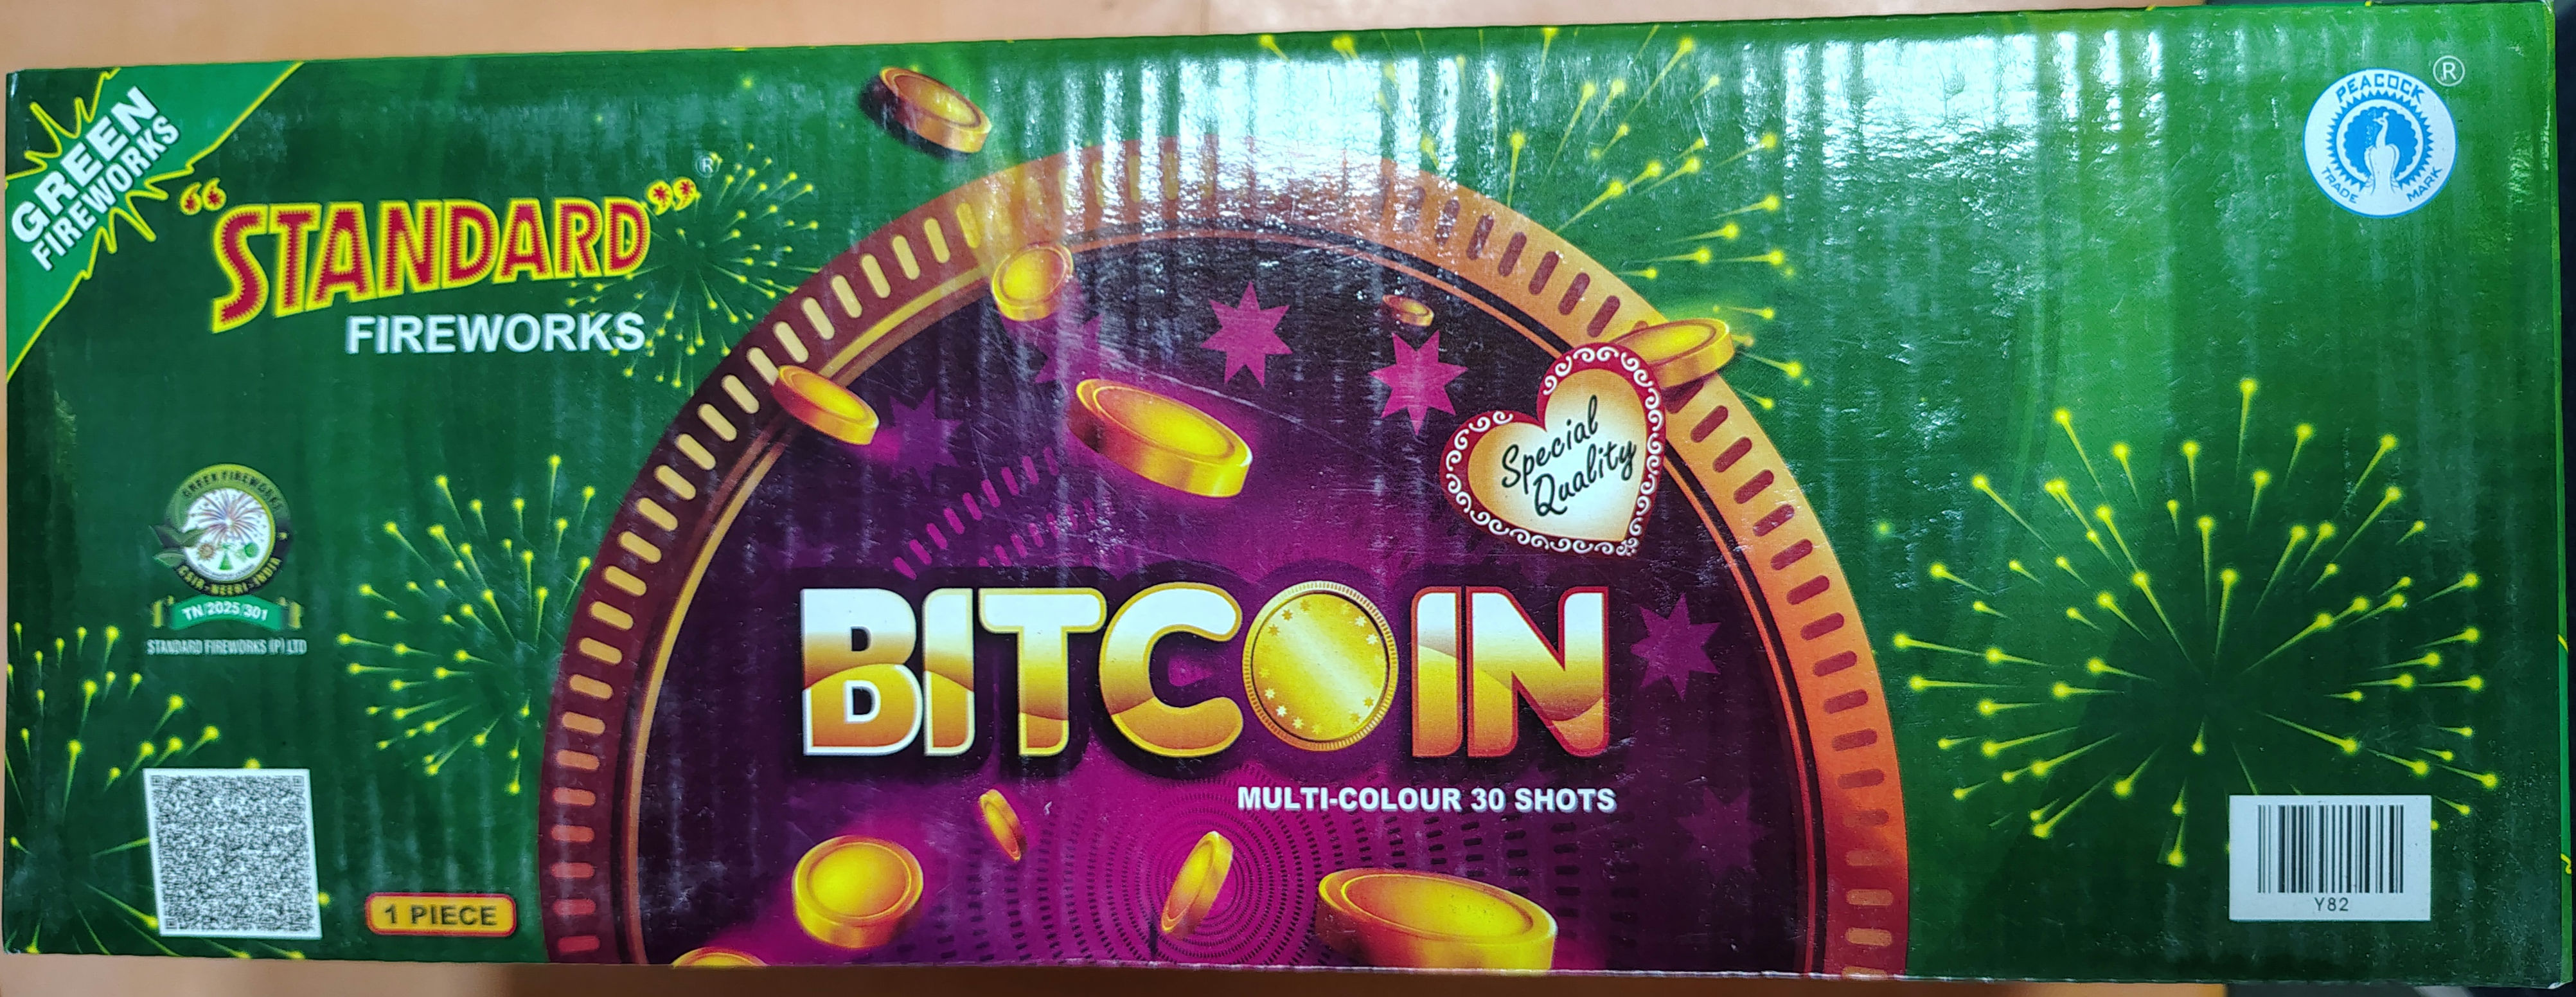 GREEN
FIREWORKS
“STANDARD”®
FIREWORKS
PEACOCK
TRADE MARK
®
Special
Quality
GREEN FIREWORKS
CSIR-NEERI-INDIA
TN/2025/301
STANDARD FIREWORKS (P) LTD
BITCOIN
MULTI-COLOUR 30 SHOTS
1 PIECE
Y82